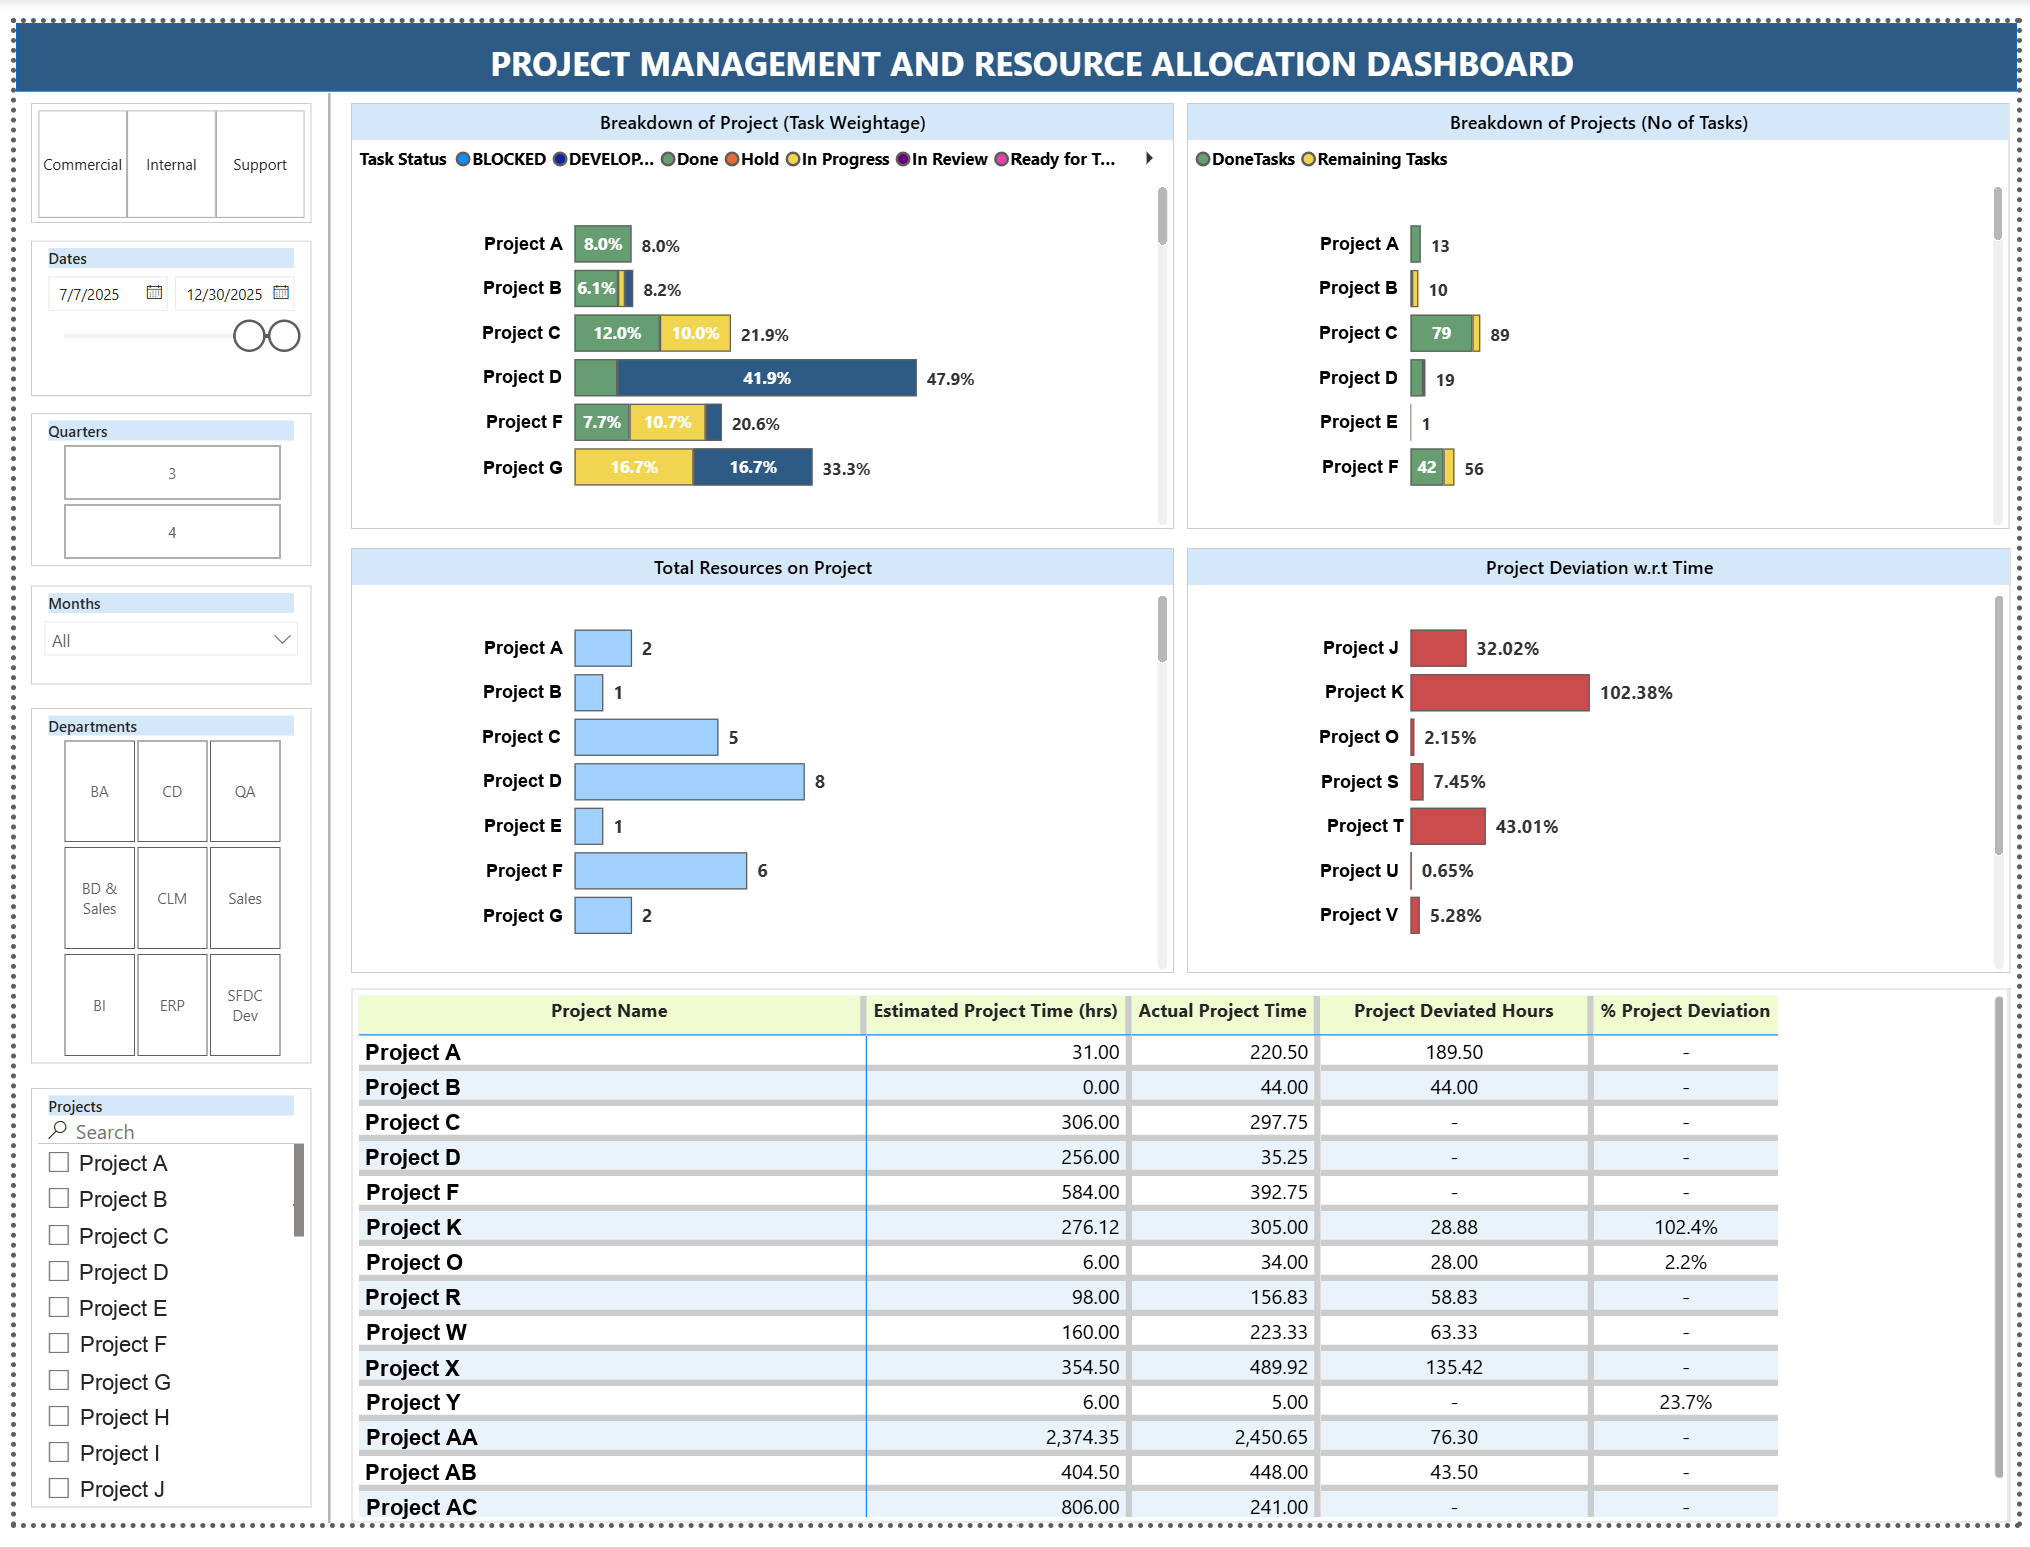 PROJECT MANAGEMENT AND RESOURCE ALLOCATION DASHBOARD
Commercial Internal Support
Dates
7/7/2025 12/30/2025
Quarters
3
4
Months
All
Departments
BA CD QA
BD & Sales CLM Sales
BI ERP SFDC Dev
Projects
Search
Project A
Project B
Project C
Project D
Project E
Project F
Project G
Project H
Project I
Project J
Breakdown of Project (Task Weightage)
Task Status BLOCKED DEVELOP... Done Hold In Progress In Review Ready for T...
Project A 8.0% 8.0%
Project B 6.1% 8.2%
Project C 12.0% 10.0% 21.9%
Project D 41.9% 47.9%
Project F 7.7% 10.7% 20.6%
Project G 16.7% 16.7% 33.3%
Breakdown of Projects (No of Tasks)
DoneTasks Remaining Tasks
Project A 13
Project B 10
Project C 79 89
Project D 19
Project E 1
Project F 42 56
Total Resources on Project
Project A 2
Project B 1
Project C 5
Project D 8
Project E 1
Project F 6
Project G 2
Project Deviation w.r.t Time
Project J 32.02%
Project K 102.38%
Project O 2.15%
Project S 7.45%
Project T 43.01%
Project U 0.65%
Project V 5.28%
Project Name Estimated Project Time (hrs) Actual Project Time Project Deviated Hours % Project Deviation
Project A 31.00 220.50 189.50 -
Project B 0.00 44.00 44.00 -
Project C 306.00 297.75 - -
Project D 256.00 35.25 - -
Project F 584.00 392.75 - -
Project K 276.12 305.00 28.88 102.4%
Project O 6.00 34.00 28.00 2.2%
Project R 98.00 156.83 58.83 -
Project W 160.00 223.33 63.33 -
Project X 354.50 489.92 135.42 -
Project Y 6.00 5.00 - 23.7%
Project AA 2,374.35 2,450.65 76.30 -
Project AB 404.50 448.00 43.50 -
Project AC 806.00 241.00 - -